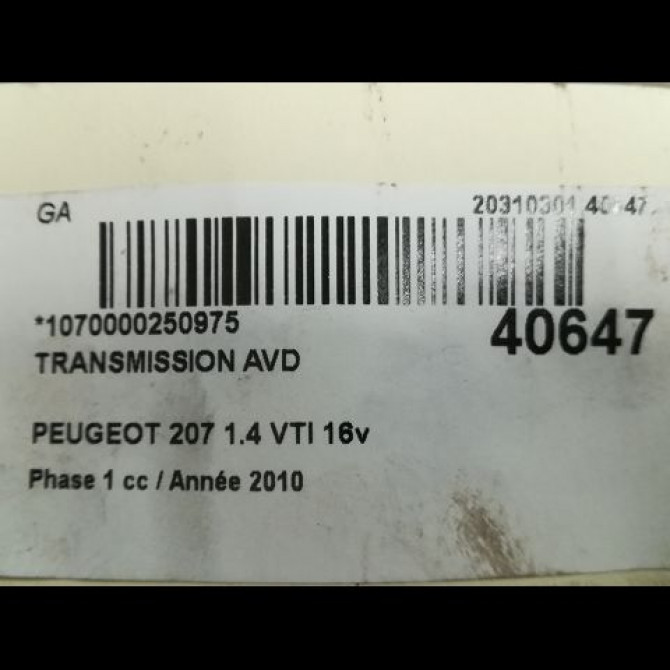 GA
*1070000250975
40647
TRANSMISSION AVD
PEUGEOT 207 1.4 VTI 16v
Phase 1 cc / Année 2010